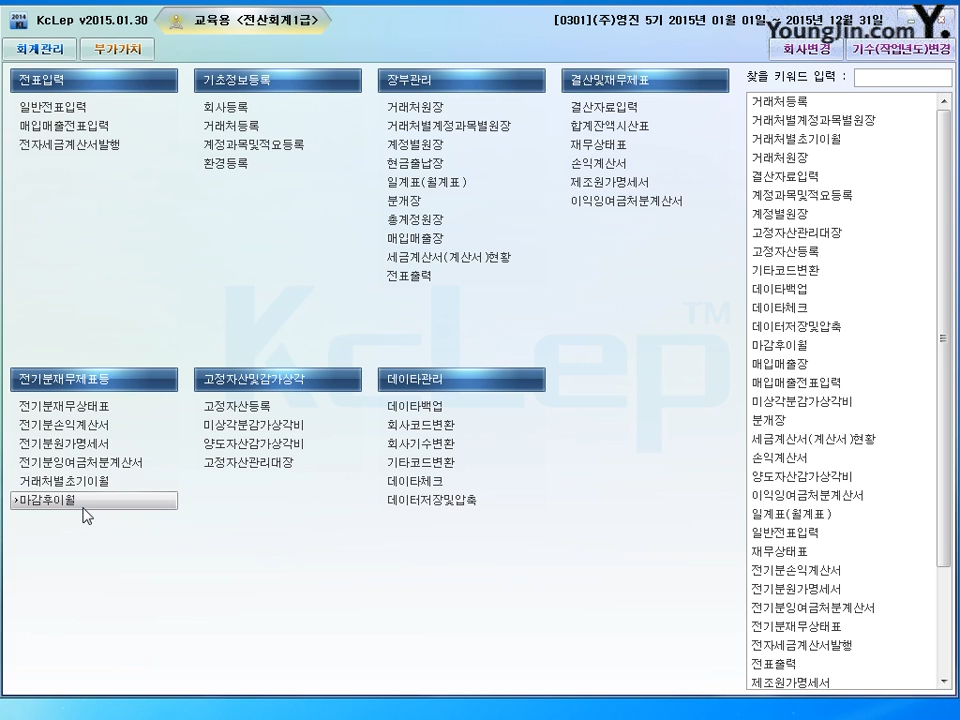 2014 KL KcLep v2015.01.30 교육용 <전산회계1급> [0301](주)영진 5기 2015년 01월 01일 ~ 2015년 12월 31일
YoungJin.com Y.
회계관리 부가가치 회사변경 기수(작업년도)변경
전표입력
일반전표입력
매입매출전표입력
전자세금계산서발행
기초정보등록
회사등록
거래처등록
계정과목및적요등록
환경등록
장부관리
거래처원장
거래처별계정과목별원장
계정별원장
현금출납장
일계표(월계표)
분개장
총계정원장
매입매출장
세금계산서(계산서)현황
전표출력
결산및재무제표
결산자료입력
합계잔액시산표
재무상태표
손익계산서
제조원가명세서
이익잉여금처분계산서
KcLep TM
전기분재무제표등
전기분재무상태표
전기분손익계산서
전기분원가명세서
전기분잉여금처분계산서
거래처별초기이월
›마감후이월
고정자산및감가상각
고정자산등록
미상각분감가상각비
양도자산감가상각비
고정자산관리대장
데이타관리
데이타백업
회사코드변환
회사기수변환
기타코드변환
데이타체크
데이터저장및압축
찾을 키워드 입력 :
거래처등록
거래처별계정과목별원장
거래처별초기이월
거래처원장
결산자료입력
계정과목및적요등록
계정별원장
고정자산관리대장
고정자산등록
기타코드변환
데이타백업
데이타체크
데이터저장및압축
마감후이월
매입매출장
매입매출전표입력
미상각분감가상각비
분개장
세금계산서(계산서)현황
손익계산서
양도자산감가상각비
이익잉여금처분계산서
일계표(월계표)
일반전표입력
재무상태표
전기분손익계산서
전기분원가명세서
전기분잉여금처분계산서
전기분재무상태표
전자세금계산서발행
전표출력
제조원가명세서